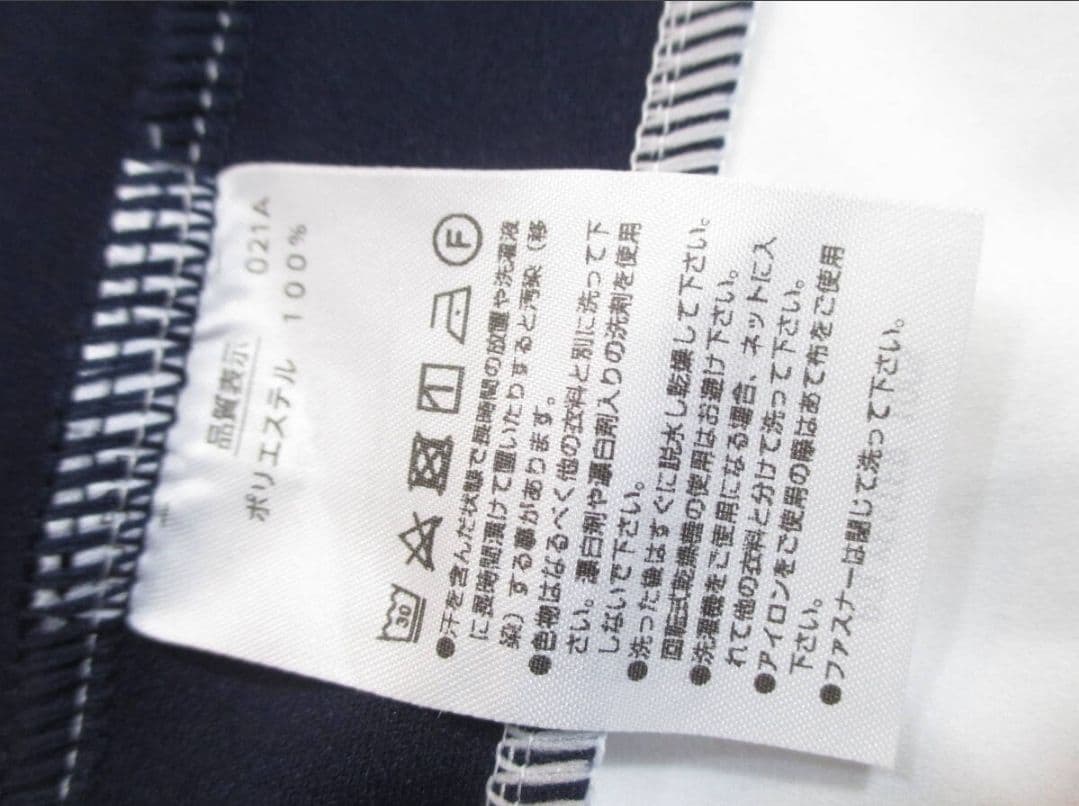 021A
品質表示
ポリエステル 100%
30 F
●汗を含んだ状態で長時間の放置や洗濯液
に長時間漬けて置いたりすると汚染(移
染)する事があります。
●色物はなるべく他の衣料と別に洗って下
さい。漂白剤や漂白剤入りの洗剤を使用
しないで下さい。
●洗った後はすぐに脱水し乾燥して下さい。
回転式乾燥機の使用はお避け下さい。
●洗濯機をご使用になる場合、ネットに入
れて他の衣料と分けて洗って下さい。
●アイロンをご使用の際はあて布をご使用
下さい。
●ファスナーは閉じて洗って下さい。